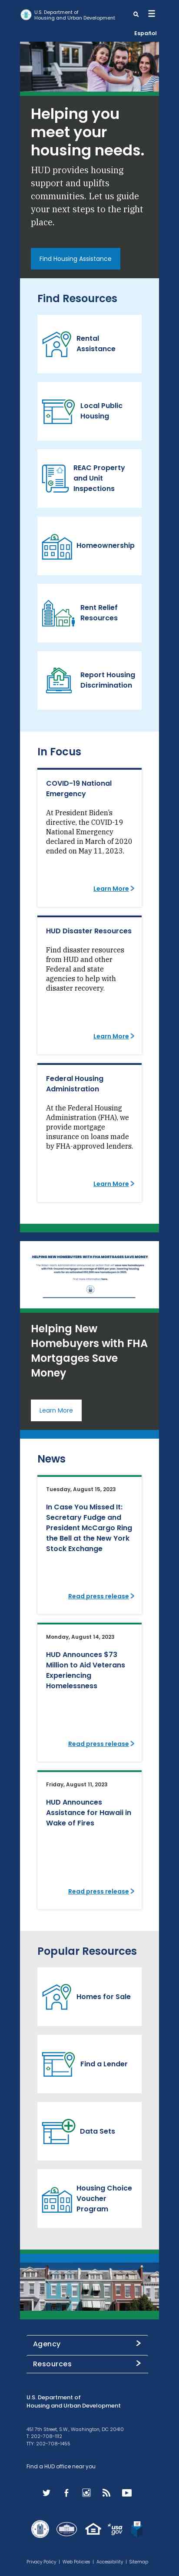 U.S. Department of
Housing and Urban Development
Español
Helping you
meet your
housing needs.
HUD provides housing
support and uplifts
communities. Let us guide
your next steps to the right
place.
Find Housing Assistance
Find Resources
Rental
Assistance
Local Public
Housing
REAC Property
and Unit
Inspections
Homeownership
Rent Relief
Resources
Report Housing
Discrimination
In Focus
COVID-19 National
Emergency
At President Biden's
directive, the COVID-19
National Emergency
declared in March of 2020
ended on May 11, 2023.
Learn More
HUD Disaster Resources
Find disaster resources
from HUD and other
Federal and state
agencies to help with
disaster recovery.
Learn More
Federal Housing
Administration
At the Federal Housing
Administration (FHA), we
provide mortgage
insurance on loans made
by FHA-approved lenders.
Learn More
HELPING NEW HOMEBUYERS WITH FHA MORTGAGES SAVE MONEY
Helping New
Homebuyers with FHA
Mortgages Save
Money
Learn More
News
Tuesday, August 15, 2023
In Case You Missed It:
Secretary Fudge and
President McCargo Ring
the Bell at the New York
Stock Exchange
Read press release
Monday, August 14, 2023
HUD Announces $73
Million to Aid Veterans
Experiencing
Homelessness
Read press release
Friday, August 11, 2023
HUD Announces
Assistance for Hawaii in
Wake of Fires
Read press release
Popular Resources
Homes for Sale
Find a Lender
Data Sets
Housing Choice
Voucher
Program
Agency
Resources
U.S. Department of
Housing and Urban Development
451 7th Street, S.W., Washington, DC 20410
T: 202-708-1112
TTY: 202-708-1455
Find a HUD office near you
Privacy Policy | Web Policies | Accessibility | Sitemap